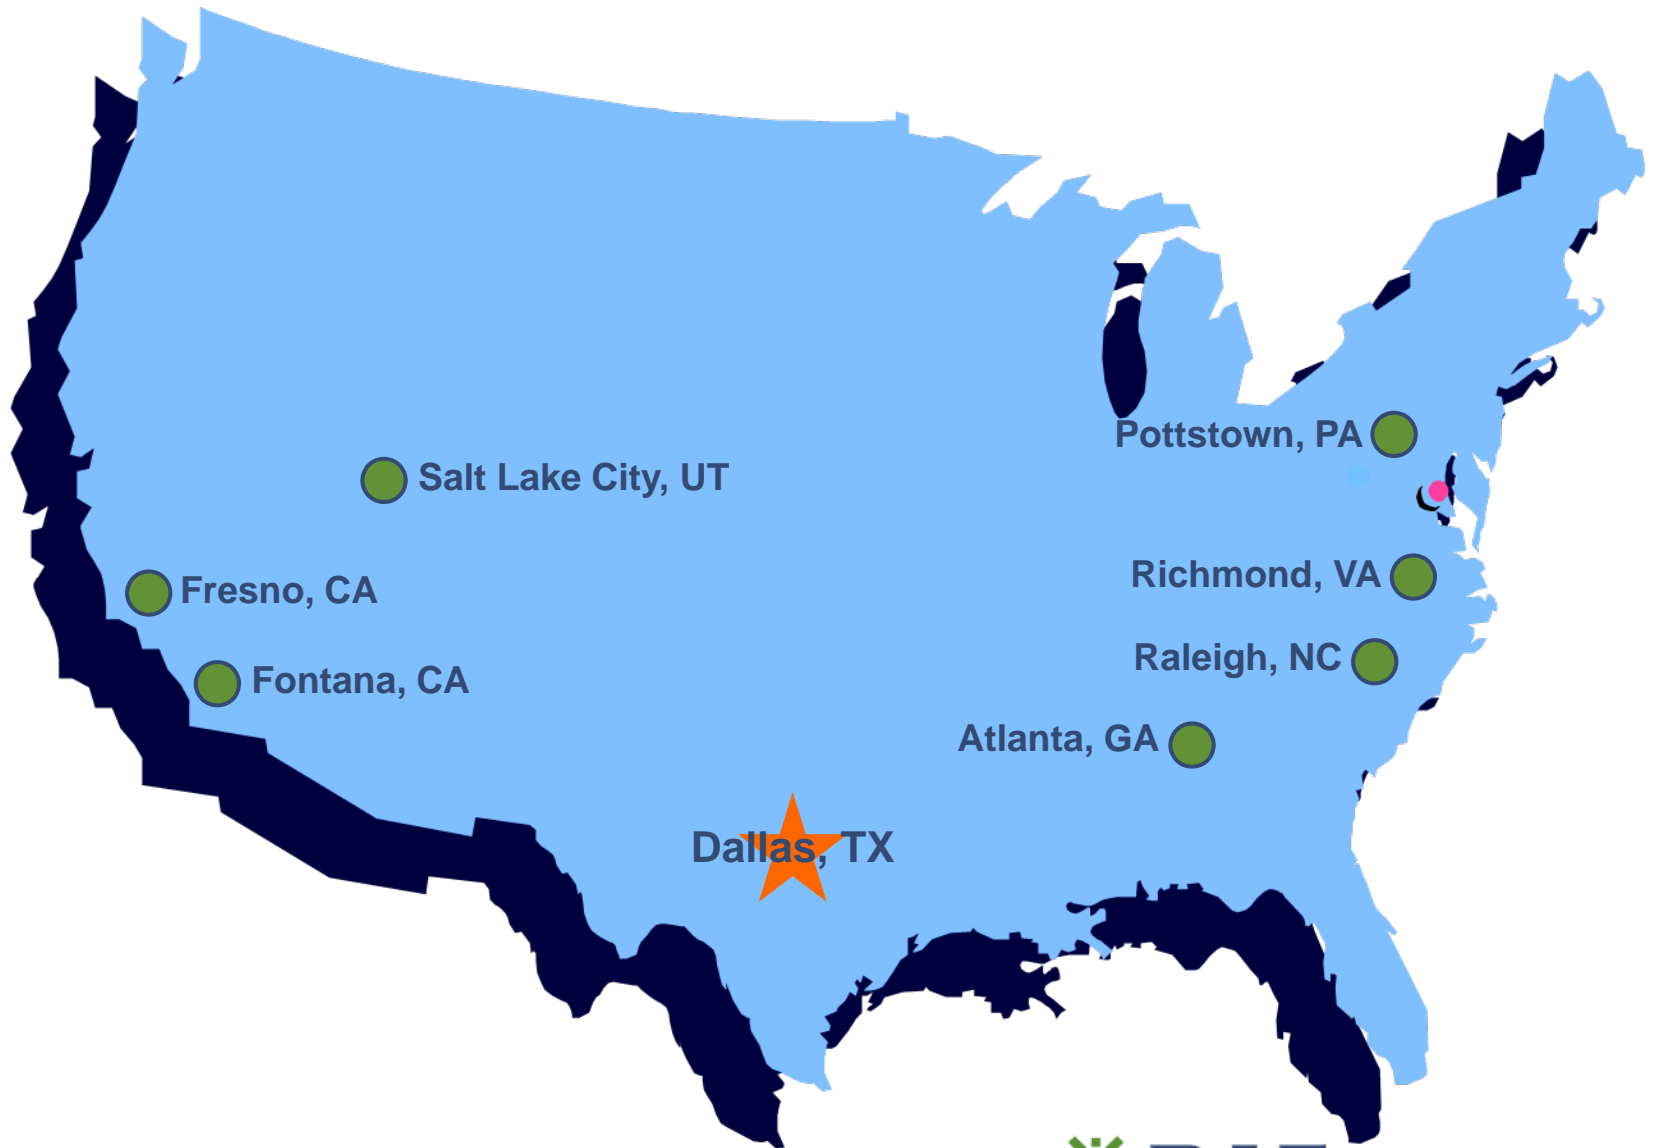 Pottstown, PA
Salt Lake City, UT
Richmond, VA
Fresno, CA
Raleigh, NC
Fontana, CA
Atlanta, GA
Dallas, TX